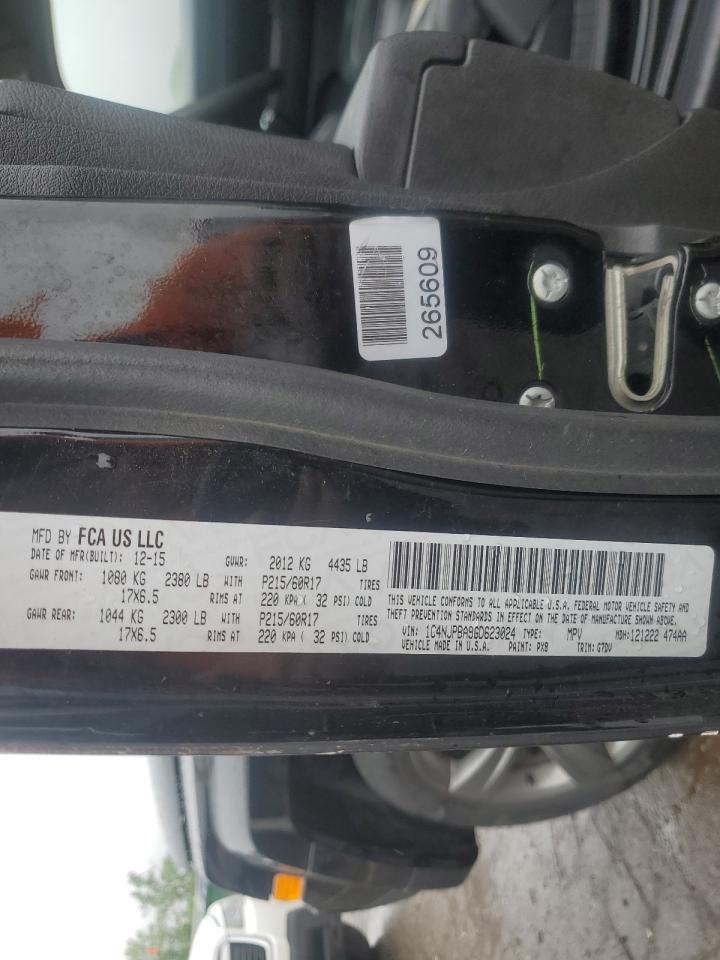 265609
MFD BY FCA US LLC
DATE OF MFR(BUILT): 12-15 GVWR: 2012 KG 4435 LB
GAWR FRONT: 1080 KG 2380 LB WITH P215/60R17 TIRES
17X6.5 RIMS AT 220 KPA( 32 PSI) COLD
GAWR REAR: 1044 KG 2300 LB WITH P215/60R17 TIRES
17X6.5 RIMS AT 220 KPA ( 32 PSI) COLD
THIS VEHICLE CONFORMS TO ALL APPLICABLE U.S.A. FEDERAL MOTOR VEHICLE SAFETY AND
THEFT PREVENTION STANDARDS IN EFFECT ON THE DATE OF MANUFACTURE SHOWN ABOVE.
VIN: 1C4NJPBA9GD623024 TYPE: MPV MDH:121222 474AA
VEHICLE MADE IN U.S.A. PAINT: PX8 TRIM: G7DV